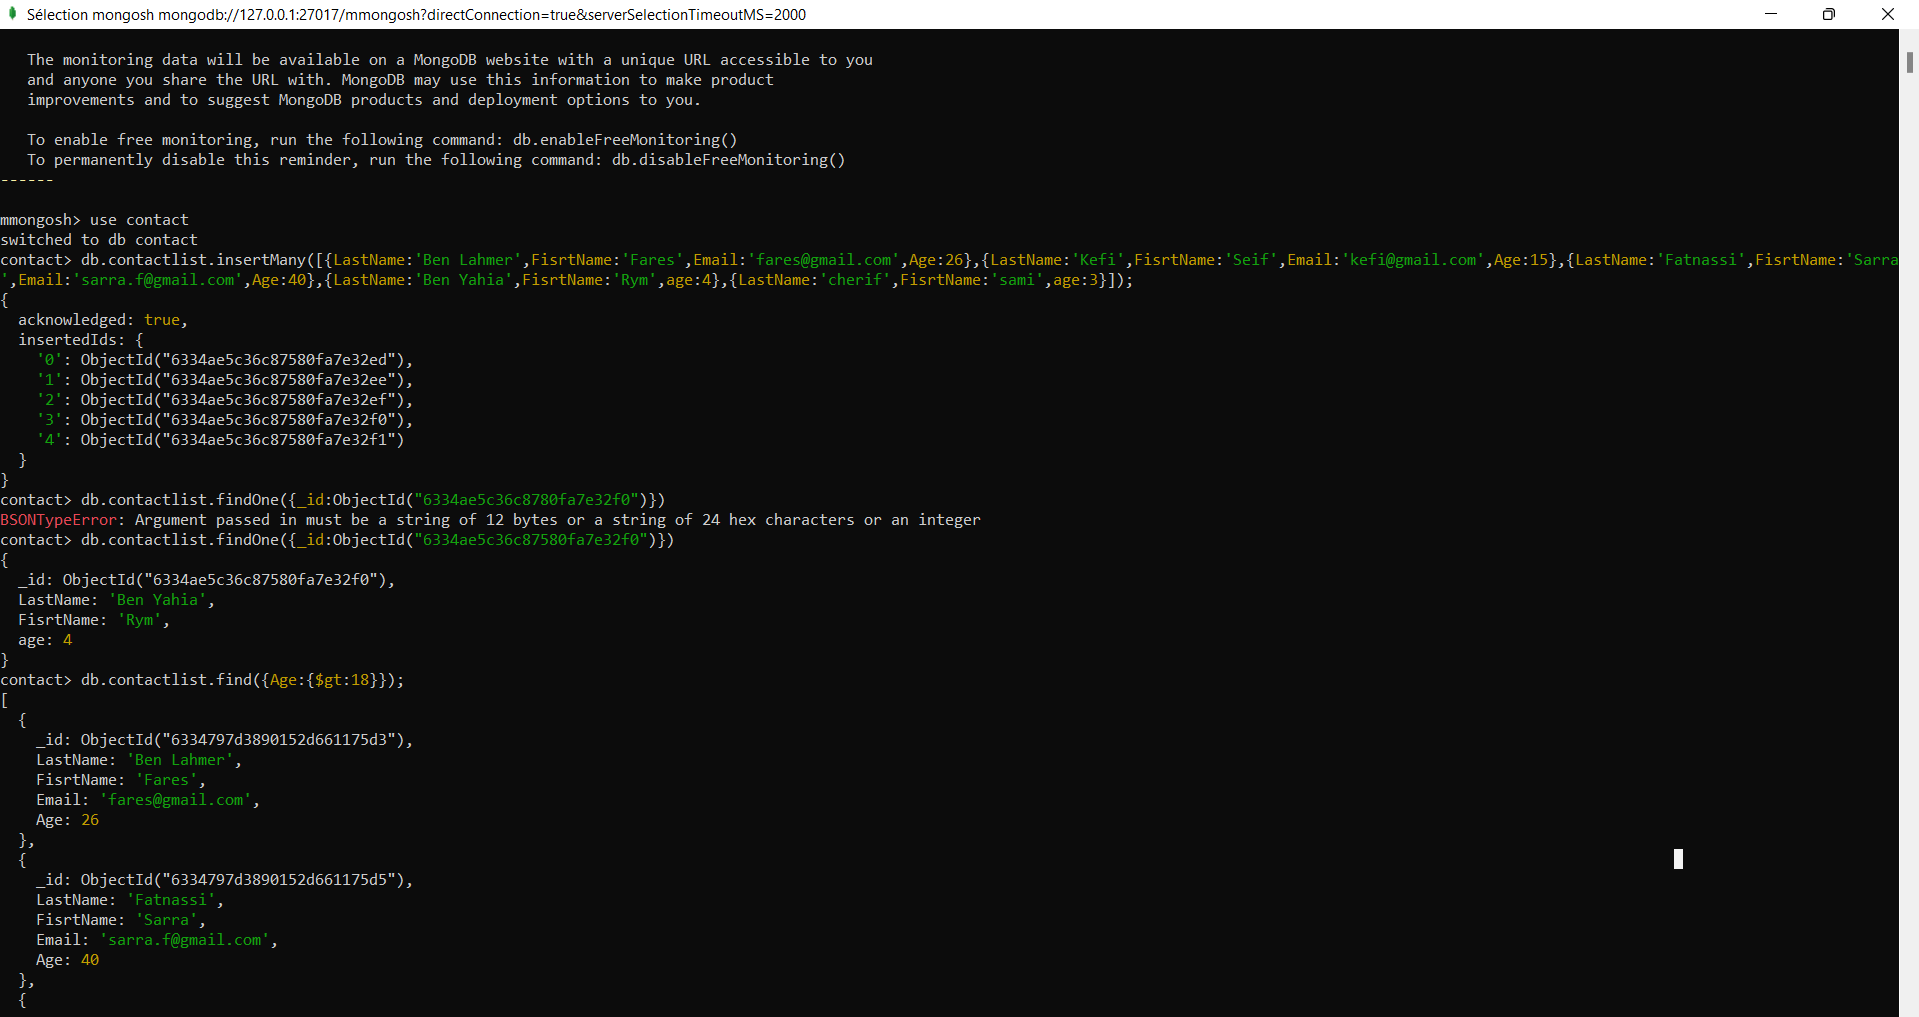 Sélection mongosh mongodb://127.0.0.1:27017/mmongosh?directConnection=true&serverSelectionTimeoutMS=2000
The monitoring data will be available on a MongoDB website with a unique URL accessible to you
and anyone you share the URL with. MongoDB may use this information to make product
improvements and to suggest MongoDB products and deployment options to you.
To enable free monitoring, run the following command: db.enableFreeMonitoring()
To permanently disable this reminder, run the following command: db.disableFreeMonitoring()
------
mmongosh> use contact
switched to db contact
contact> db.contactlist.insertMany([{LastName:'Ben Lahmer',FisrtName:'Fares',Email:'fares@gmail.com',Age:26},{LastName:'Kefi',FisrtName:'Seif',Email:'kefi@gmail.com',Age:15},{LastName:'Fatnassi',FisrtName:'Sarra
',Email:'sarra.f@gmail.com',Age:40},{LastName:'Ben Yahia',FisrtName:'Rym',age:4},{LastName:'cherif',FisrtName:'sami',age:3}]);
{
  acknowledged: true,
  insertedIds: {
    '0': ObjectId("6334ae5c36c87580fa7e32ed"),
    '1': ObjectId("6334ae5c36c87580fa7e32ee"),
    '2': ObjectId("6334ae5c36c87580fa7e32ef"),
    '3': ObjectId("6334ae5c36c87580fa7e32f0"),
    '4': ObjectId("6334ae5c36c87580fa7e32f1")
  }
}
contact> db.contactlist.findOne({_id:ObjectId("6334ae5c36c8780fa7e32f0")})
BSONTypeError: Argument passed in must be a string of 12 bytes or a string of 24 hex characters or an integer
contact> db.contactlist.findOne({_id:ObjectId("6334ae5c36c87580fa7e32f0")})
{
  _id: ObjectId("6334ae5c36c87580fa7e32f0"),
  LastName: 'Ben Yahia',
  FisrtName: 'Rym',
  age: 4
}
contact> db.contactlist.find({Age:{$gt:18}});
[
  {
    _id: ObjectId("6334797d3890152d661175d3"),
    LastName: 'Ben Lahmer',
    FisrtName: 'Fares',
    Email: 'fares@gmail.com',
    Age: 26
  },
  {
    _id: ObjectId("6334797d3890152d661175d5"),
    LastName: 'Fatnassi',
    FisrtName: 'Sarra',
    Email: 'sarra.f@gmail.com',
    Age: 40
  },
  {